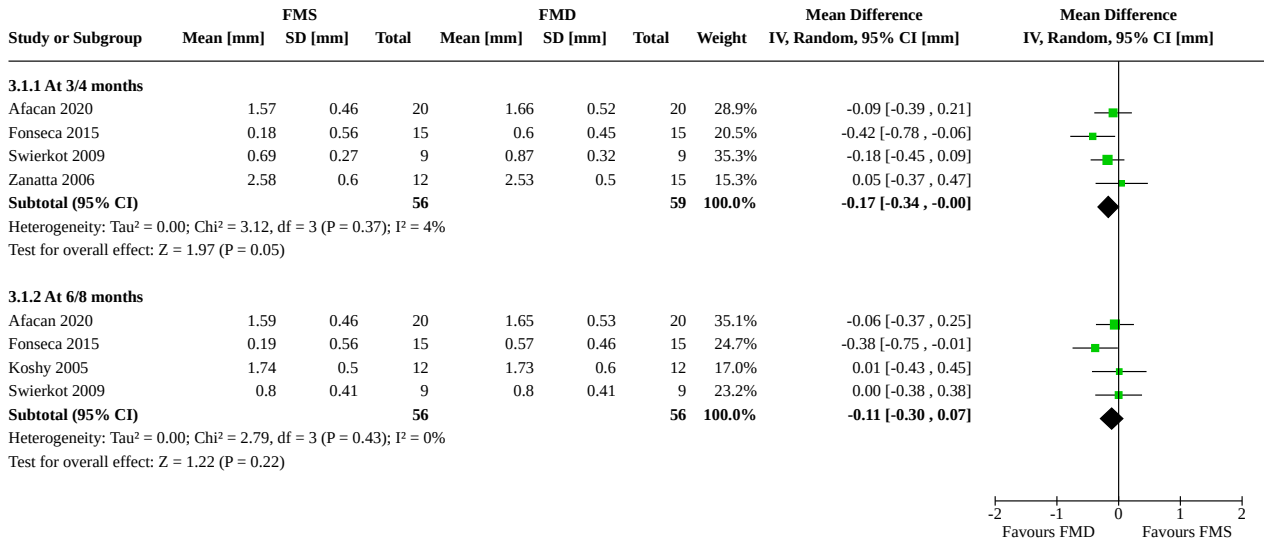 FMS FMD Mean Difference Mean Difference
Study or Subgroup Mean [mm] SD [mm] Total Mean [mm] SD [mm] Total Weight IV, Random, 95% CI [mm] IV, Random, 95% CI [mm]
3.1.1 At 3/4 months
Afacan 2020 1.57 0.46 20 1.66 0.52 20 28.9% -0.09 [-0.39 , 0.21]
Fonseca 2015 0.18 0.56 15 0.6 0.45 15 20.5% -0.42 [-0.78 , -0.06]
Swierkot 2009 0.69 0.27 9 0.87 0.32 9 35.3% -0.18 [-0.45 , 0.09]
Zanatta 2006 2.58 0.6 12 2.53 0.5 15 15.3% 0.05 [-0.37 , 0.47]
Subtotal (95% CI) 56 59 100.0% -0.17 [-0.34 , -0.00]
Heterogeneity: Tau² = 0.00; Chi² = 3.12, df = 3 (P = 0.37); I² = 4%
Test for overall effect: Z = 1.97 (P = 0.05)
3.1.2 At 6/8 months
Afacan 2020 1.59 0.46 20 1.65 0.53 20 35.1% -0.06 [-0.37 , 0.25]
Fonseca 2015 0.19 0.56 15 0.57 0.46 15 24.7% -0.38 [-0.75 , -0.01]
Koshy 2005 1.74 0.5 12 1.73 0.6 12 17.0% 0.01 [-0.43 , 0.45]
Swierkot 2009 0.8 0.41 9 0.8 0.41 9 23.2% 0.00 [-0.38 , 0.38]
Subtotal (95% CI) 56 56 100.0% -0.11 [-0.30 , 0.07]
Heterogeneity: Tau² = 0.00; Chi² = 2.79, df = 3 (P = 0.43); I² = 0%
Test for overall effect: Z = 1.22 (P = 0.22)
-2 -1 0 1 2
Favours FMD Favours FMS